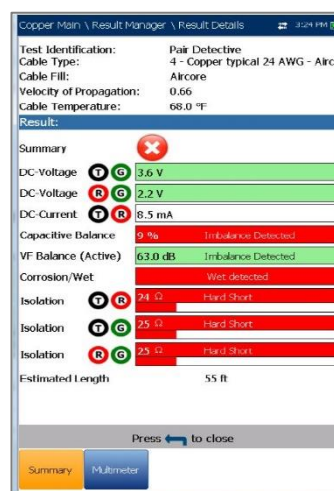 Copper Main \ Result Manager \ Result Details 3:24 PM
Test Identification: Pair Detective
Cable Type: 4 - Copper typical 24 AWG - Airc
Cable Fill: Aircore
Velocity of Propagation: 0.66
Cable Temperature: 68.0 °F
Result:
Summary
DC-Voltage T G 3.6 V
DC-Voltage R G 2.2 V
DC-Current T R 8.5 mA
Capacitive Balance 9 % Imbalance Detected
VF Balance (Active) 63.0 dB Imbalance Detected
Corrosion/Wet Wet detected
Isolation T R 24 Ω Hard Short
Isolation T G 25 Ω Hard Short
Isolation R G 25 Ω Hard Short
Estimated Length 55 ft
Press to close
Summary Multimeter